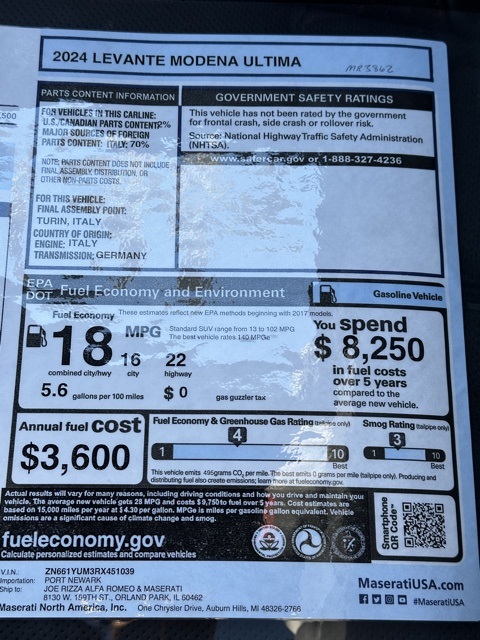 2024 LEVANTE MODENA ULTIMA
MR3362
PARTS CONTENT INFORMATION
FOR VEHICLES IN THIS CARLINE:
U.S./CANADIAN PARTS CONTENT:2%
MAJOR SOURCES OF FOREIGN
PARTS CONTENT: ITALY: 70%
NOTE: PARTS CONTENT DOES NOT INCLUDE
FINAL ASSEMBLY, DISTRIBUTION, OR
OTHER NON-PARTS COSTS.
FOR THIS VEHICLE:
FINAL ASSEMBLY POINT:
TURIN, ITALY
COUNTRY OF ORIGIN:
ENGINE: ITALY
TRANSMISSION: GERMANY
GOVERNMENT SAFETY RATINGS
This vehicle has not been rated by the government
for frontal crash, side crash or rollover risk.
Source: National Highway Traffic Safety Administration
(NHTSA).
www.safercar.gov or 1-888-327-4236
EPA
DOT
Fuel Economy and Environment
Gasoline Vehicle
Fuel Economy
These estimates reflect new EPA methods beginning with 2017 models.
18 MPG
Standard SUV range from 13 to 102 MPG
The best vehicle rates 140 MPGe
16
22
combined city/hwy
city
highway
5.6 gallons per 100 miles
$ 0
gas guzzler tax
You spend
$ 8,250
in fuel costs
over 5 years
compared to the
average new vehicle.
Annual fuel cost
$3,600
Fuel Economy & Greenhouse Gas Rating (tailpipe only)
4
1
10
Best
This vehicle emits 495grams CO₂ per mile. The best emits 0 grams per mile (tailpipe only). Producing and
distributing fuel also create emissions; learn more at fueleconomy.gov.
Smog Rating (tailpipe only)
3
1
10
Best
Actual results will vary for many reasons, including driving conditions and how you drive and maintain your
vehicle. The average new vehicle gets 28 MPG and costs $9,750to fuel over 5 years. Cost estimates are
based on 15,000 miles per year at $4.30 per gallon. MPGe is miles per gasoline gallon equivalent. Vehicle
emissions are a significant cause of climate change and smog.
fueleconomy.gov
Calculate personalized estimates and compare vehicles
Smartphone
QR Code™
V.I.N.: ZN661YUM3RX451039
Importation: PORT NEWARK
Ship to: JOE RIZZA ALFA ROMEO & MASERATI
8130 W. 159TH ST., ORLAND PARK, IL 60462
Maserati North America, Inc. One Chrysler Drive, Auburn Hills, MI 48326-2766
MaseratiUSA.com
#MaseratiUSA